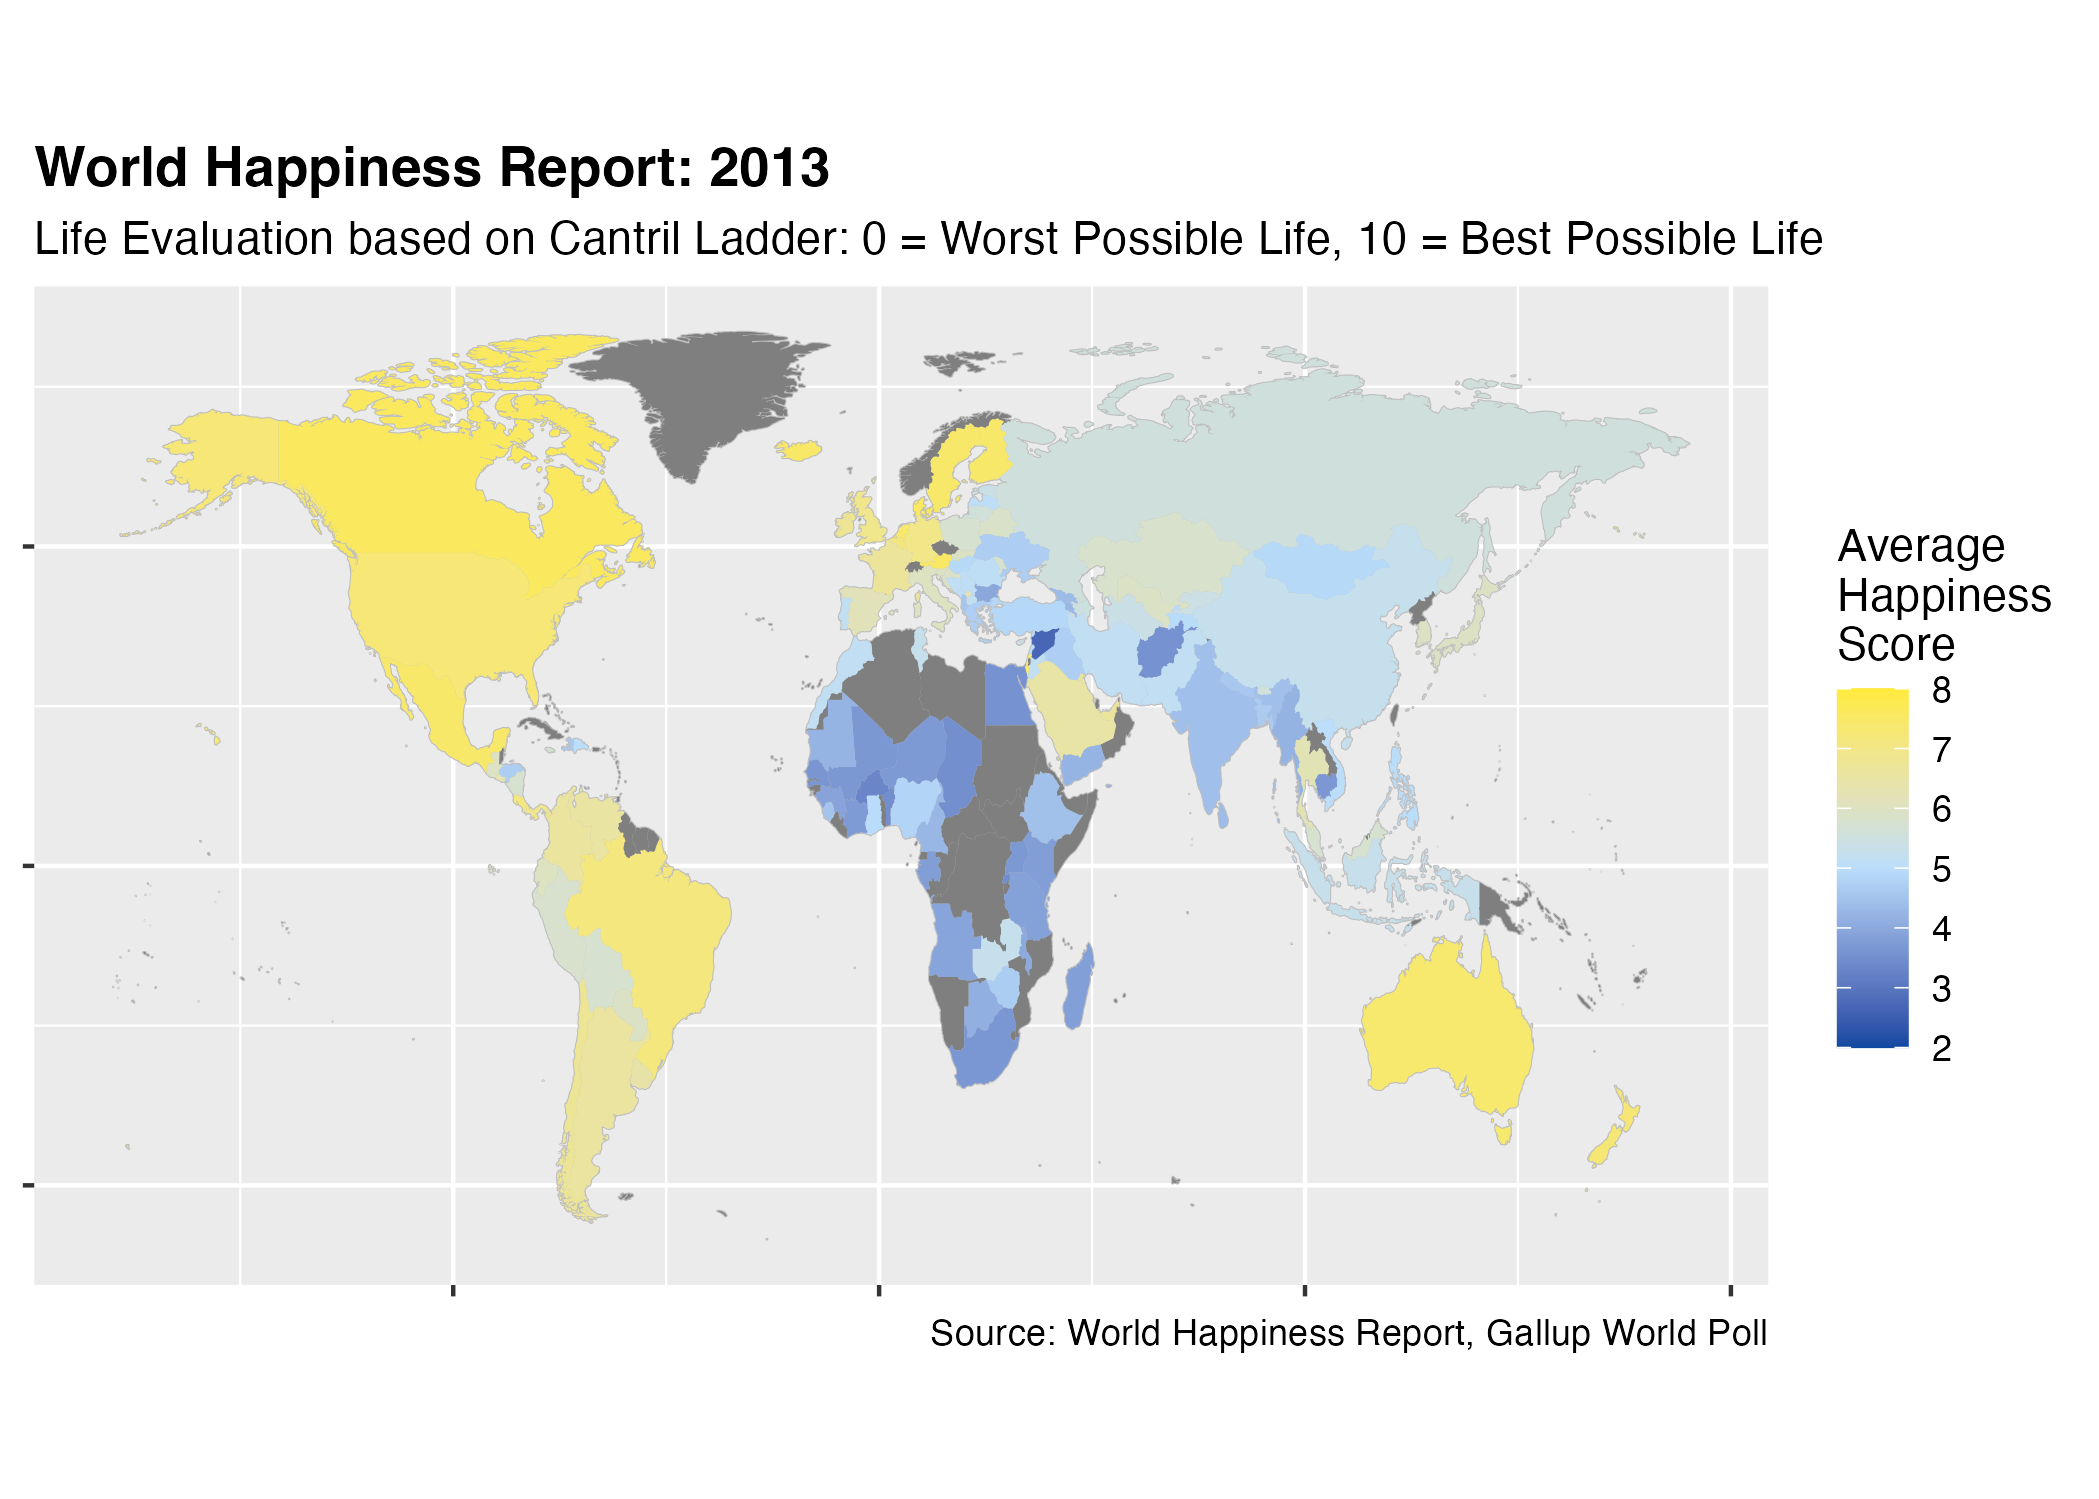 World Happiness Report: 2013
Life Evaluation based on Cantril Ladder: 0 = Worst Possible Life, 10 = Best Possible Life
Average
Happiness
Score
8
7
6
5
4
3
2
Source: World Happiness Report, Gallup World Poll